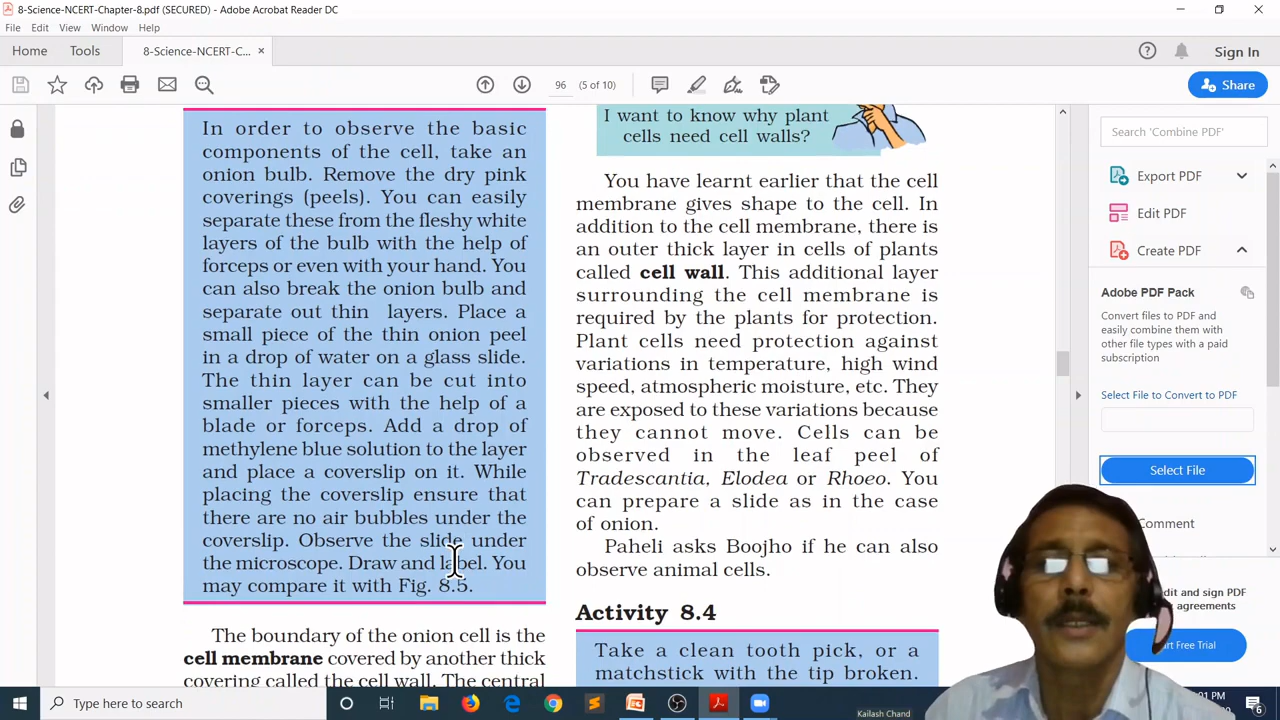 8-Science-NCERT-Chapter-8.pdf (SECURED) - Adobe Acrobat Reader DC
File Edit View Window Help
Home Tools 8-Science-NCERT-C... × Sign In
96 (5 of 10) Share
In order to observe the basic
components of the cell, take an
onion bulb. Remove the dry pink
coverings (peels). You can easily
separate these from the fleshy white
layers of the bulb with the help of
forceps or even with your hand. You
can also break the onion bulb and
separate out thin layers. Place a
small piece of the thin onion peel
in a drop of water on a glass slide.
The thin layer can be cut into
smaller pieces with the help of a
blade or forceps. Add a drop of
methylene blue solution to the layer
and place a coverslip on it. While
placing the coverslip ensure that
there are no air bubbles under the
coverslip. Observe the slide under
the microscope. Draw and label. You
may compare it with Fig. 8.5.
The boundary of the onion cell is the
cell membrane covered by another thick
covering called the cell wall. The central
I want to know why plant
cells need cell walls?
You have learnt earlier that the cell
membrane gives shape to the cell. In
addition to the cell membrane, there is
an outer thick layer in cells of plants
called cell wall. This additional layer
surrounding the cell membrane is
required by the plants for protection.
Plant cells need protection against
variations in temperature, high wind
speed, atmospheric moisture, etc. They
are exposed to these variations because
they cannot move. Cells can be
observed in the leaf peel of
Tradescantia, Elodea or Rhoeo. You
can prepare a slide as in the case
of onion.
Paheli asks Boojho if he can also
observe animal cells.
Activity 8.4
Take a clean tooth pick, or a
matchstick with the tip broken.
Search 'Combine PDF'
Export PDF
Edit PDF
Create PDF
Adobe PDF Pack
Convert files to PDF and
easily combine them with
other file types with a paid
subscription
Select File to Convert to PDF
Select File
Comment
edit and sign PDF
agreements
Start Free Trial
Kailash Chand
Type here to search
6